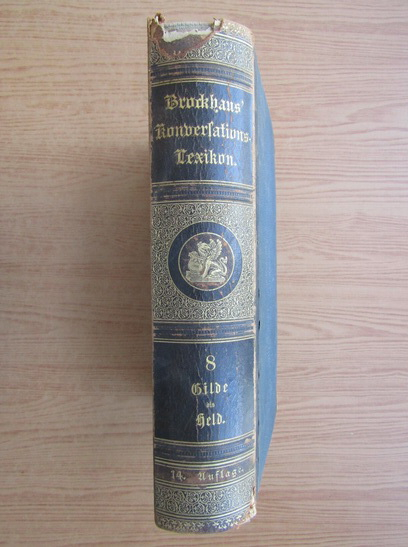 Brockhaus'
Konversations-
Lexikon.
8
Gilde
bis
Held.
14. Auflage.